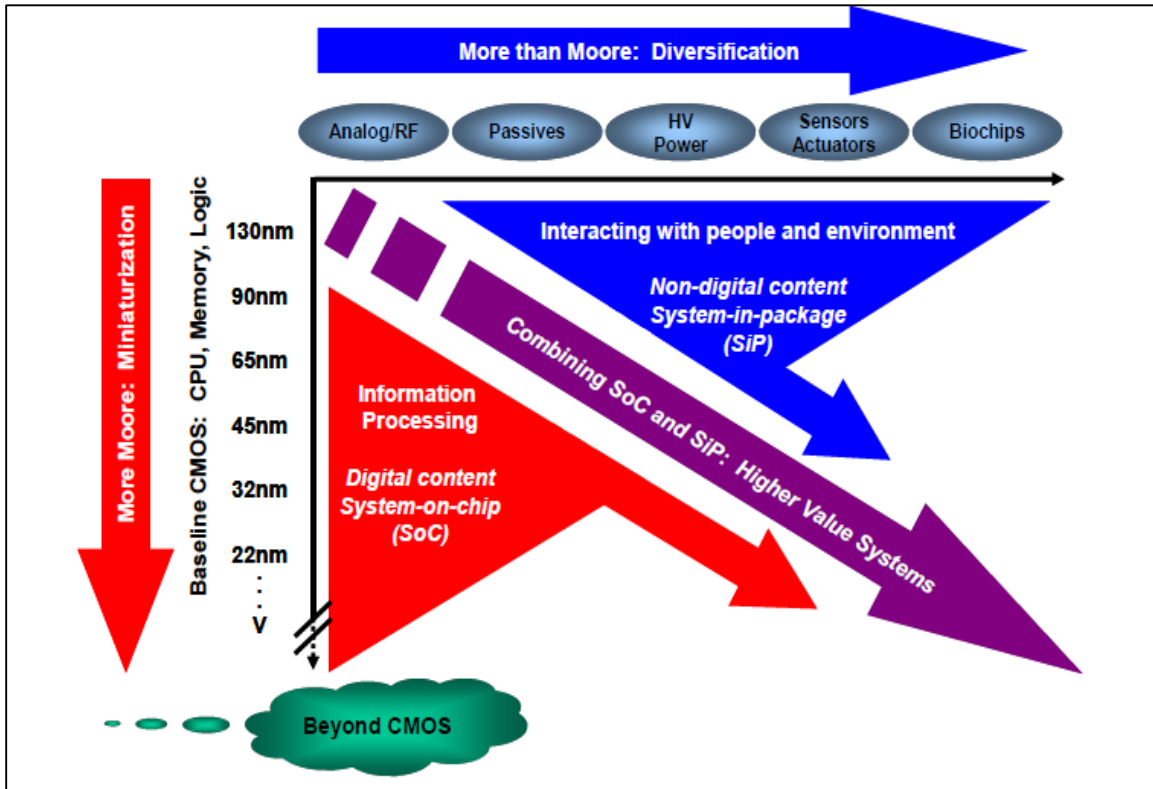 More than Moore: Diversification
Analog/RF
Passives
HV
Power
Sensors
Actuators
Biochips
More Moore: Miniaturization
Baseline CMOS: CPU, Memory, Logic
130nm
90nm
65nm
45nm
32nm
22nm
V
Interacting with people and environment
Non-digital content
System-in-package
(SiP)
Combining SoC and SiP: Higher Value Systems
Information
Processing
Digital content
System-on-chip
(SoC)
Beyond CMOS